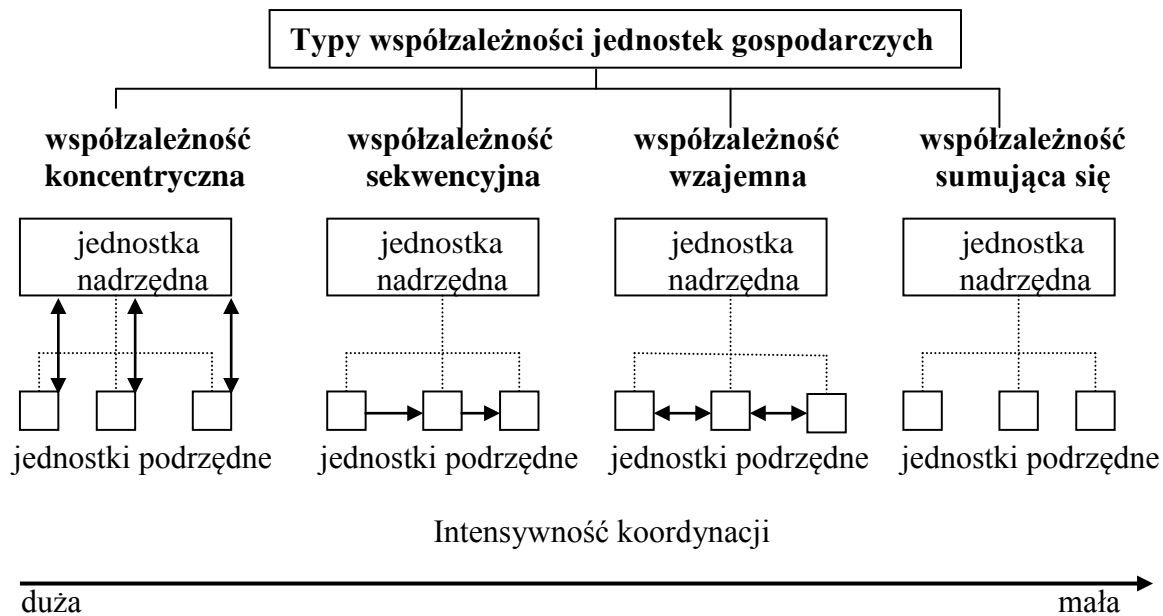 Typy współzależności jednostek gospodarczych
współzależność
koncentryczna
współzależność
sekwencyjna
współzależność
wzajemna
współzależność
sumująca się
jednostka
nadrzędna
jednostka
nadrzędna
jednostka
nadrzędna
jednostka
nadrzędna
jednostki podrzędne
jednostki podrzędne
jednostki podrzędne
jednostki podrzędne
Intensywność koordynacji
duża
mała